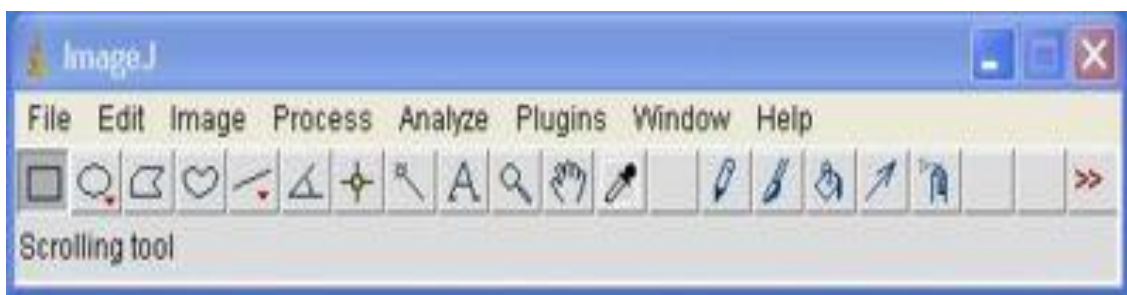 ImageJ
File Edit Image Process Analyze Plugins Window Help
A >>
Scrolling tool